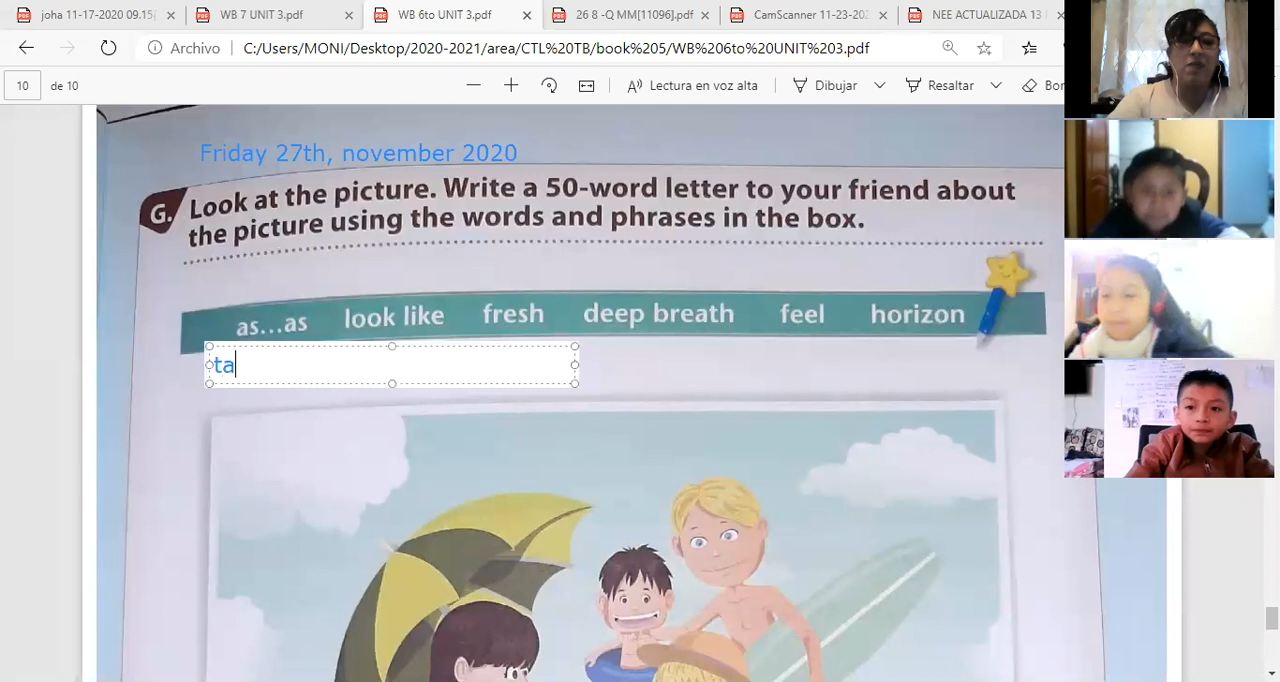 joha 11-17-2020 09.15
WB 7 UNIT 3.pdf
WB 6to UNIT 3.pdf
26 8 -Q MM[11096].pdf
CamScanner 11-23-202
NEE ACTUALIZADA 13
Archivo
C:/Users/MONI/Desktop/2020-2021/area/CTL%20TB/book%205/WB%206to%20UNIT%203.pdf
10 de 10
Lectura en voz alta
Dibujar
Resaltar
Bor
Friday 27th, november 2020
G. Look at the picture. Write a 50-word letter to your friend about
the picture using the words and phrases in the box.
as...as look like fresh deep breath feel horizon
ta